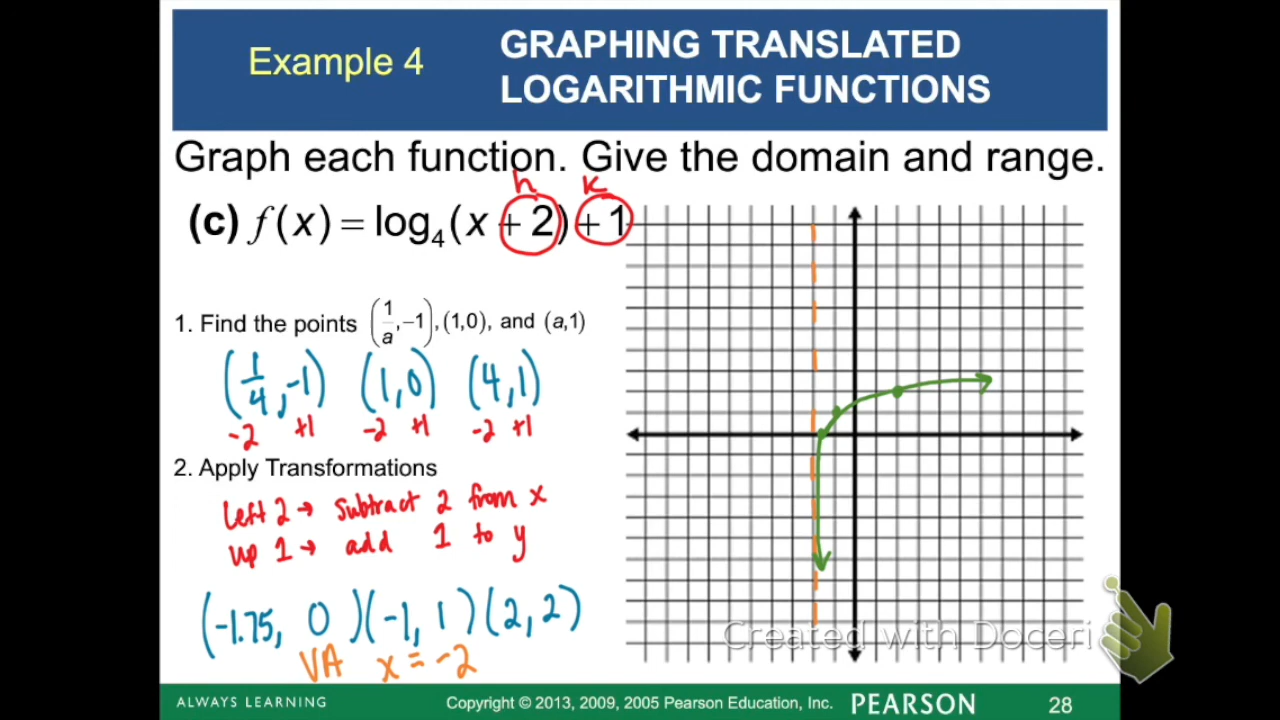 Example 4
GRAPHING TRANSLATED
LOGARITHMIC FUNCTIONS
Graph each function. Give the domain and range.
h k
(c) f(x) = log₄(x + 2) + 1
1. Find the points (1/a, −1), (1,0), and (a,1)
(1/4, -1) (1, 0) (4, 1)
-2 +1 -2 +1 -2 +1
2. Apply Transformations
left 2 → subtract 2 from x
up 1 → add 1 to y
(-1.75, 0)(-1, 1)(2, 2)
VA x = -2
Created with Doceri
ALWAYS LEARNING
Copyright © 2013, 2009, 2005 Pearson Education, Inc.
PEARSON
28